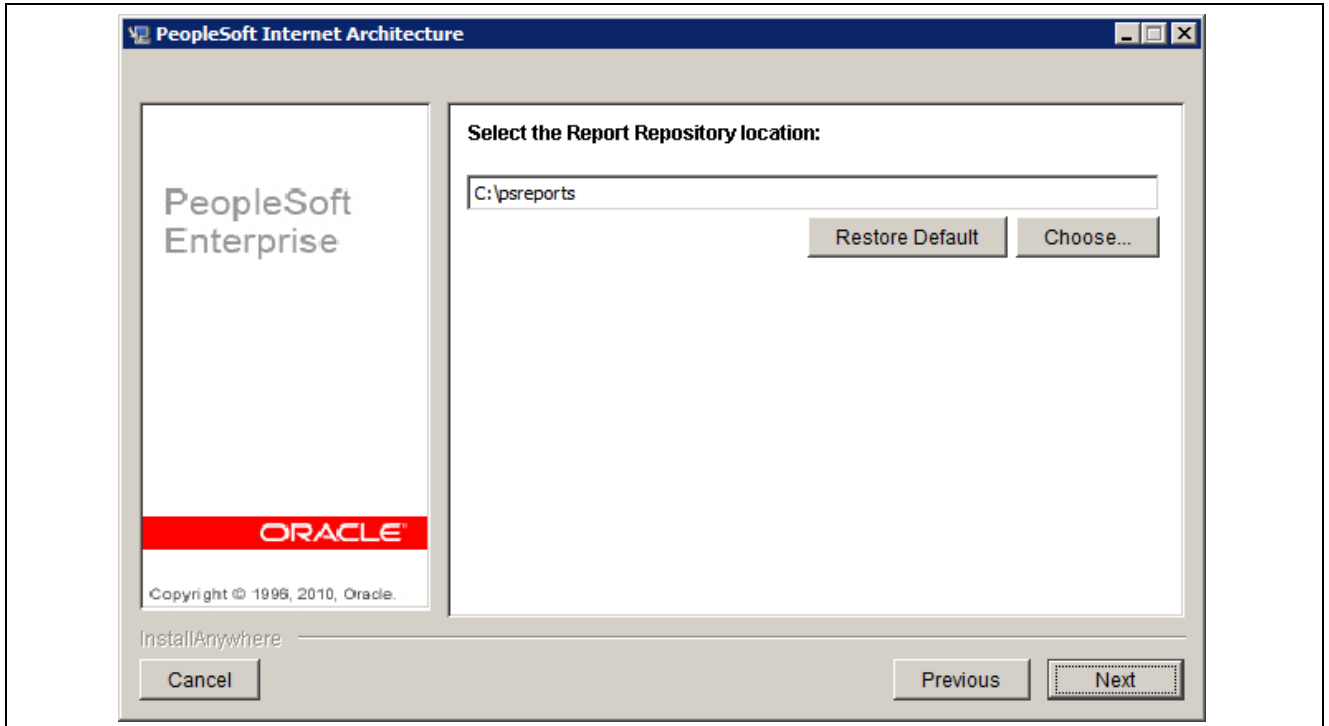 PeopleSoft Internet Architecture
PeopleSoft
Enterprise
ORACLE
Copyright © 1996, 2010, Oracle.
Select the Report Repository location:
C:\psreports
Restore Default
Choose...
InstallAnywhere
Cancel
Previous
Next